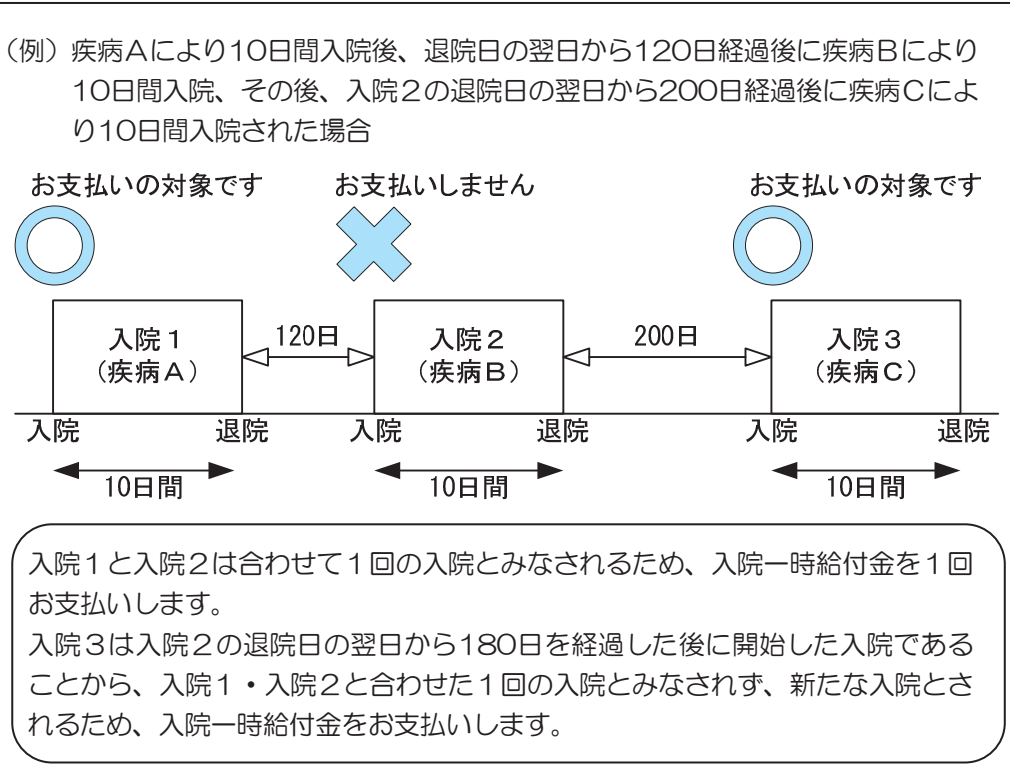 （例）疾病Aにより10日間入院後、退院日の翌日から120日経過後に疾病Bにより
10日間入院、その後、入院２の退院日の翌日から200日経過後に疾病Cによ
り10日間入院された場合
お支払いの対象です お支払いしません お支払いの対象です
入院１ 120日 入院２ 200日 入院３
（疾病Ａ） （疾病Ｂ） （疾病Ｃ）
入院 退院 入院 退院 入院 退院
10日間 10日間 10日間
入院１と入院２は合わせて１回の入院とみなされるため、入院一時給付金を１回
お支払いします。
入院３は入院２の退院日の翌日から180日を経過した後に開始した入院である
ことから、入院１・入院２と合わせた１回の入院とみなされず、新たな入院とさ
れるため、入院一時給付金をお支払いします。